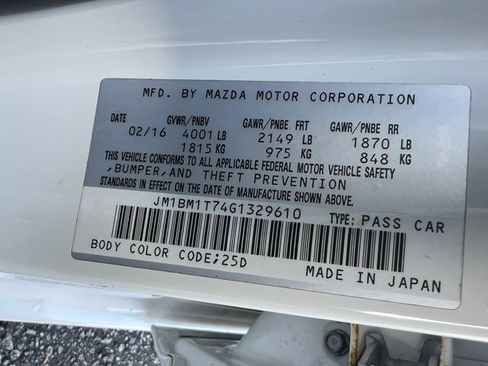 MFD. BY MAZDA MOTOR CORPORATION
DATE GVWR/PNBV GAWR/PNBE FRT GAWR/PNBE RR
02/16 4001 LB 2149 LB 1870 LB
1815 KG 975 KG 848 KG
THIS VEHICLE CONFORMS TO ALL APPLICABLE FEDERAL MOTOR VEHICLE SAFETY
,BUMPER,AND THEFT PREVENTION
STANDARDS IN EFFECT ON THE DATE OF MANUFACTURE SHOWN ABOVE.
JM1BM1T74G1329610 TYPE: PASS CAR
BODY COLOR CODE;25D MADE IN JAPAN